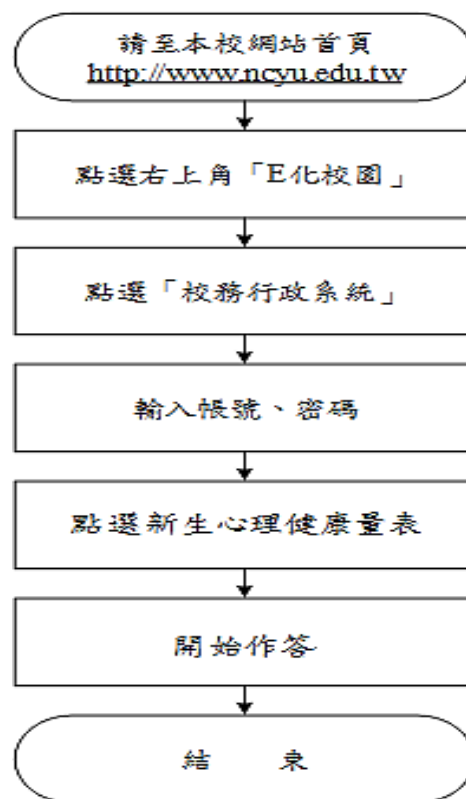 請至本校網站首頁
http://www.ncyu.edu.tw
點選右上角「E化校園」
點選「校務行政系統」
輸入帳號、密碼
點選新生心理健康量表
開始作答
結 束